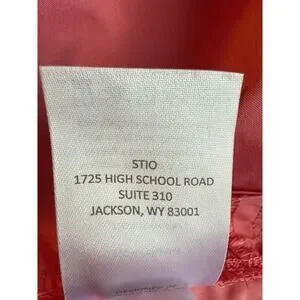 STIO
1725 HIGH SCHOOL ROAD
SUITE 310
JACKSON, WY 83001